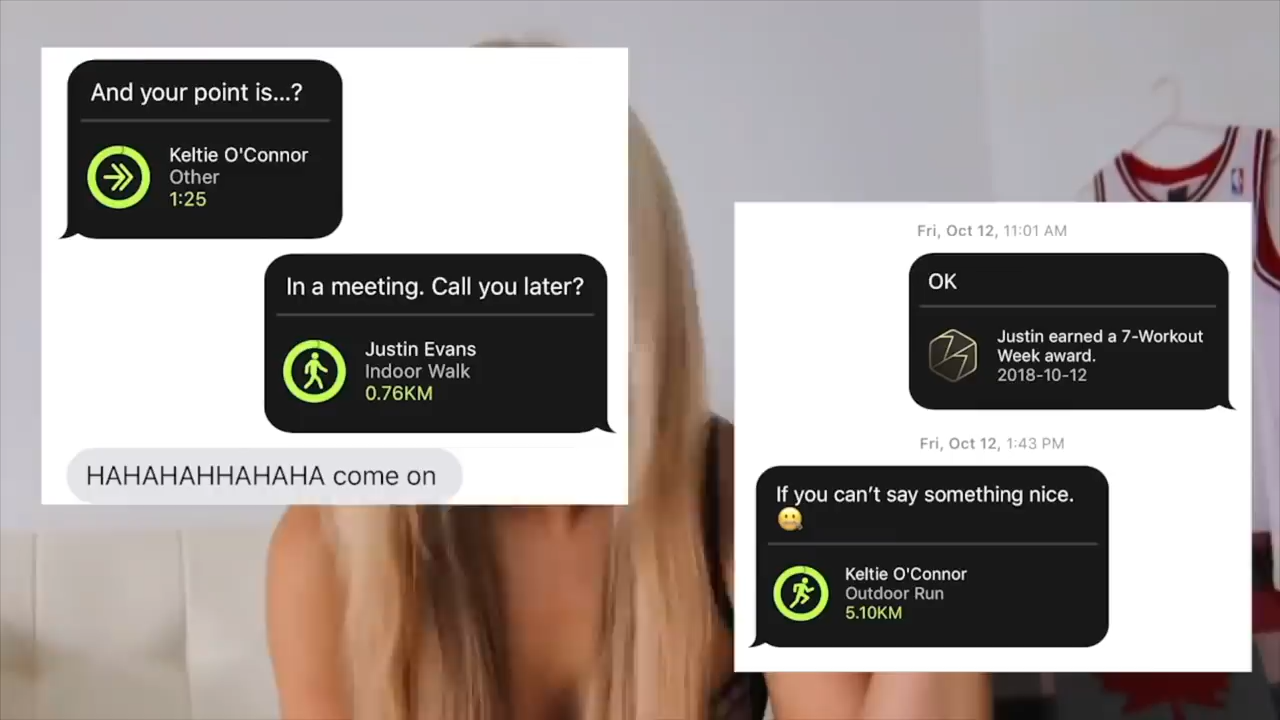 And your point is...?
Keltie O'Connor
Other
1:25
In a meeting. Call you later?
Justin Evans
Indoor Walk
0.76KM
HAHAHAHHAHAHA come on
Fri, Oct 12, 11:01 AM
OK
Justin earned a 7-Workout
Week award.
2018-10-12
Fri, Oct 12, 1:43 PM
If you can't say something nice.
🤐
Keltie O'Connor
Outdoor Run
5.10KM